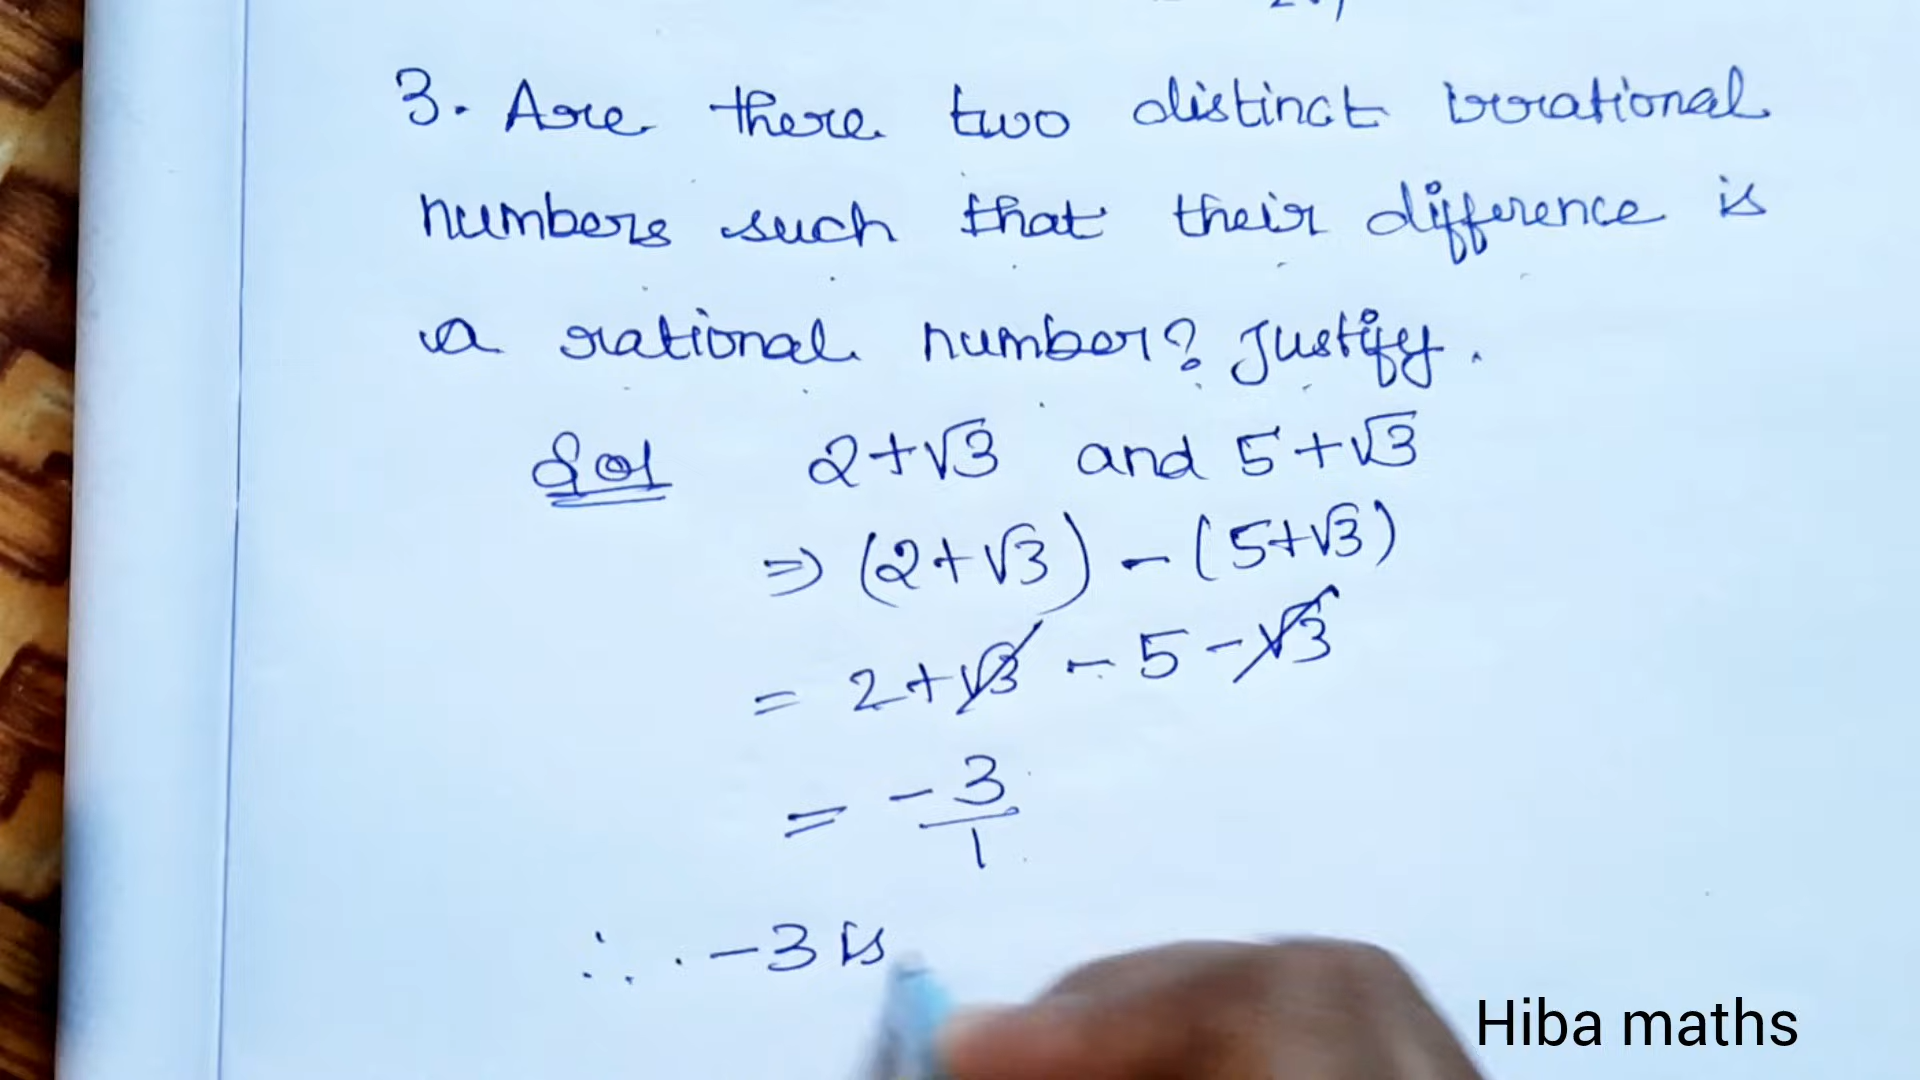 3. Are there two distinct irrational
numbers such that their difference is
a rational number? Justify.
Sol 2+√3 and 5+√3
⇒ (2+√3) - (5+√3)
= 2+√3 - 5 - √3
= -3/1
∴ -3 is
Hiba maths